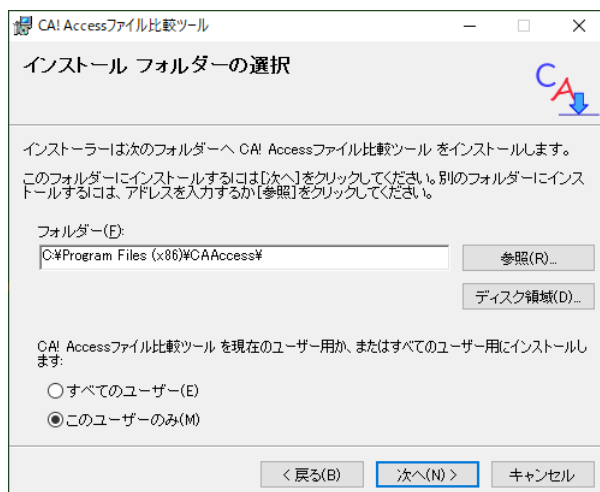 CA! Accessファイル比較ツール
インストール フォルダーの選択
CA
インストーラーは次のフォルダーへ CA! Accessファイル比較ツール をインストールします。
このフォルダーにインストールするには[次へ]をクリックしてください。別のフォルダーにインス
トールするには、アドレスを入力するか[参照]をクリックしてください。
フォルダー(F):
C:¥Program Files (x86)¥CAAccess¥
参照(R)...
ディスク領域(D)...
CA! Accessファイル比較ツール を現在のユーザー用か、またはすべてのユーザー用にインストールし
ます:
すべてのユーザー(E)
このユーザーのみ(M)
< 戻る(B)
次へ(N) >
キャンセル